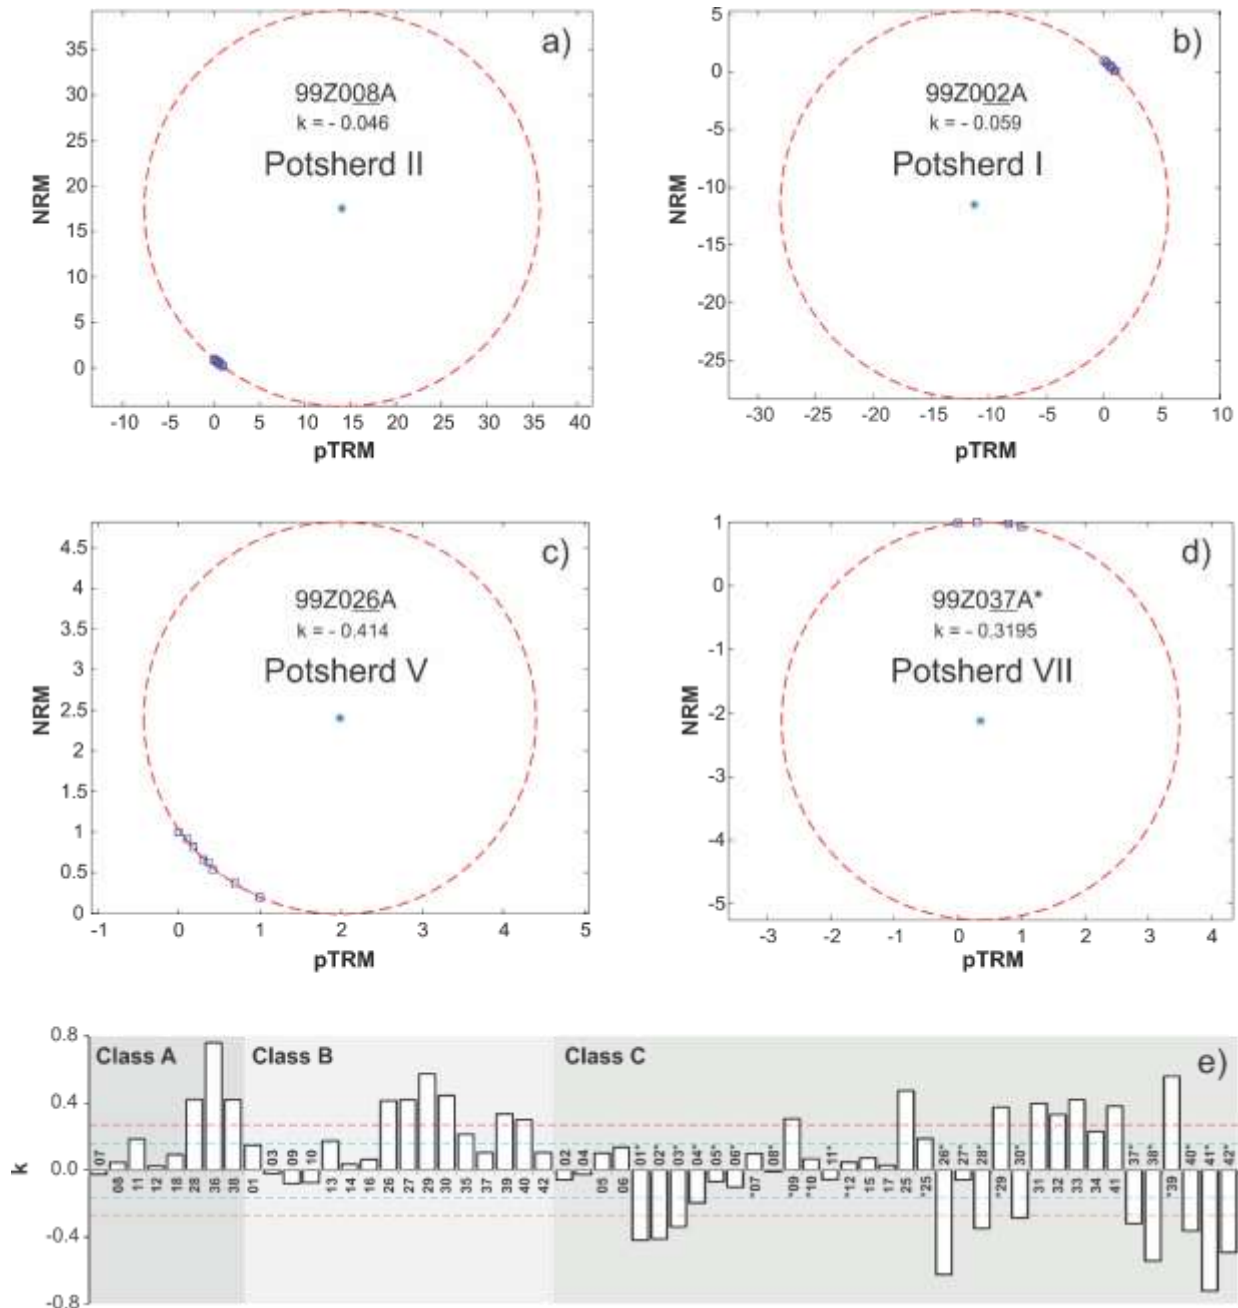 a)
99Z008A
k = - 0.046
Potsherd II
NRM
35
30
25
20
15
10
5
0
-10 -5 0 5 10 15 20 25 30 35 40
pTRM
b)
99Z002A
k = - 0.059
Potsherd I
NRM
5
0
-5
-10
-15
-20
-25
-30 -25 -20 -15 -10 -5 0 5 10
pTRM
c)
99Z026A
k = - 0.414
Potsherd V
NRM
4.5
4
3.5
3
2.5
2
1.5
1
0.5
0
-1 0 1 2 3 4 5
pTRM
d)
99Z037A*
k = - 0.3195
Potsherd VII
NRM
1
0
-1
-2
-3
-4
-5
-3 -2 -1 0 1 2 3 4
pTRM
e)
Class A Class B Class C
k
0.8
0.4
0.0
-0.4
-0.8
07 08 11 12 18 28 36 38 01 03 09 10 13 14 16 26 27 29 30 35 37 39 40 42 02 04 05 06 01* 02* 03* 04* 05* 06* *07 08* *09 *10 11* *12 15 17 25 *25 26* 27* 28* *29 30* 31 32 33 34 41 37* 38* *39 40* 41* 42*